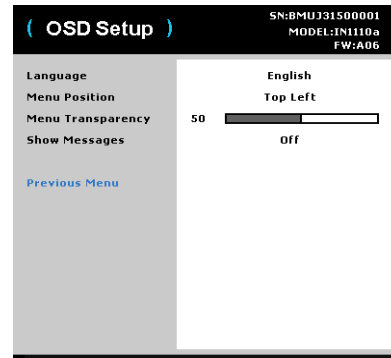 ( OSD Setup )
SN:BMUJ31500001
MODEL:IN1110a
FW:A06
Language English
Menu Position Top Left
Menu Transparency 50
Show Messages Off
Previous Menu